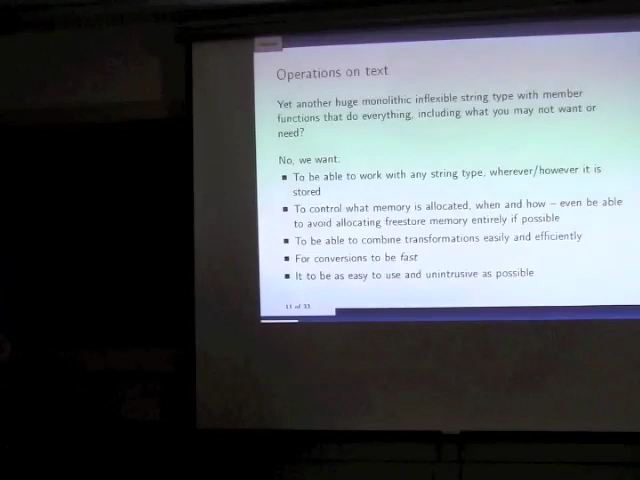 Operations on text
Yet another huge monolithic inflexible string type with member
functions that do everything, including what you may not want or
need?
No, we want:
To be able to work with any string type, wherever/however it is
stored
To control what memory is allocated, when and how – even be able
to avoid allocating freestore memory entirely if possible
To be able to combine transformations easily and efficiently
For conversions to be fast
It to be as easy to use and unintrusive as possible
11 of 33